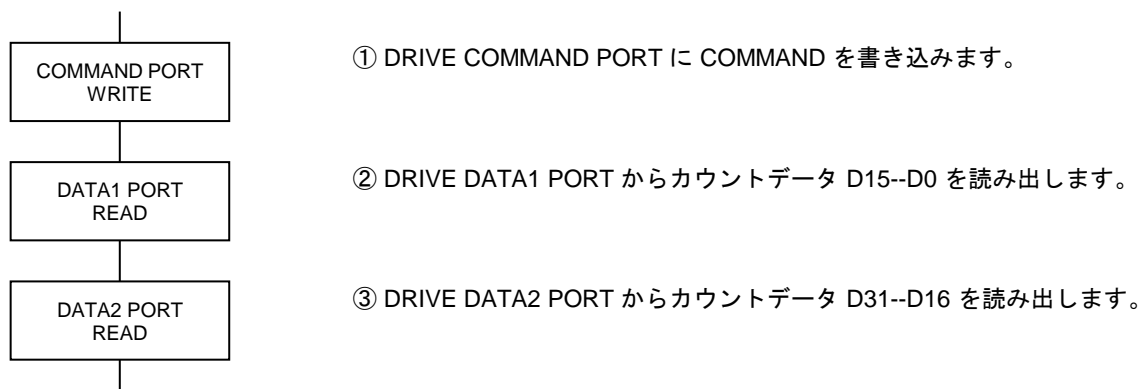 COMMAND PORT
WRITE
① DRIVE COMMAND PORT に COMMAND を書き込みます。
DATA1 PORT
READ
② DRIVE DATA1 PORT からカウントデータ D15--D0 を読み出します。
DATA2 PORT
READ
③ DRIVE DATA2 PORT からカウントデータ D31--D16 を読み出します。